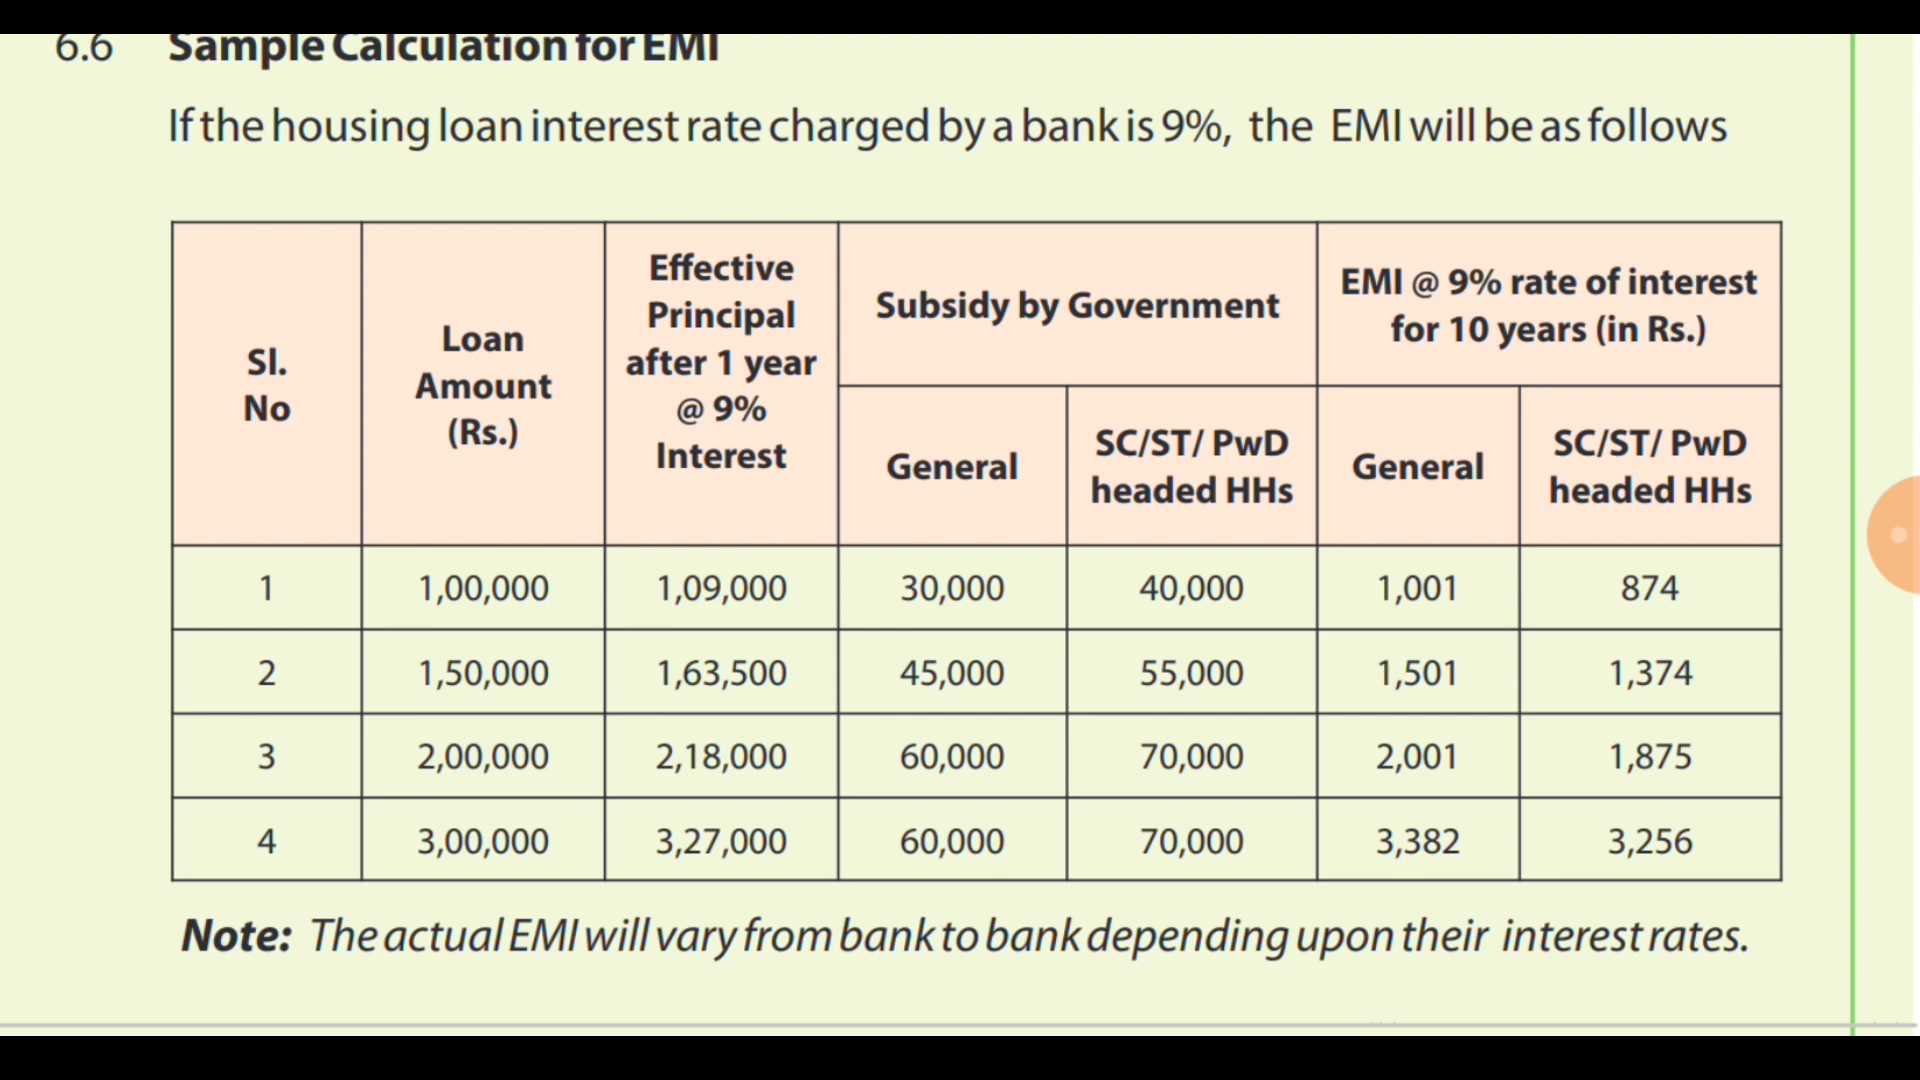 6.6 Sample Calculation for EMI
If the housing loan interest rate charged by a bank is 9%, the EMI will be as follows
Sl. No | Loan Amount (Rs.) | Effective Principal after 1 year @ 9% Interest | Subsidy by Government | EMI @ 9% rate of interest for 10 years (in Rs.)
General | SC/ST/ PwD headed HHs | General | SC/ST/ PwD headed HHs
1 | 1,00,000 | 1,09,000 | 30,000 | 40,000 | 1,001 | 874
2 | 1,50,000 | 1,63,500 | 45,000 | 55,000 | 1,501 | 1,374
3 | 2,00,000 | 2,18,000 | 60,000 | 70,000 | 2,001 | 1,875
4 | 3,00,000 | 3,27,000 | 60,000 | 70,000 | 3,382 | 3,256
Note: The actual EMI will vary from bank to bank depending upon their interest rates.